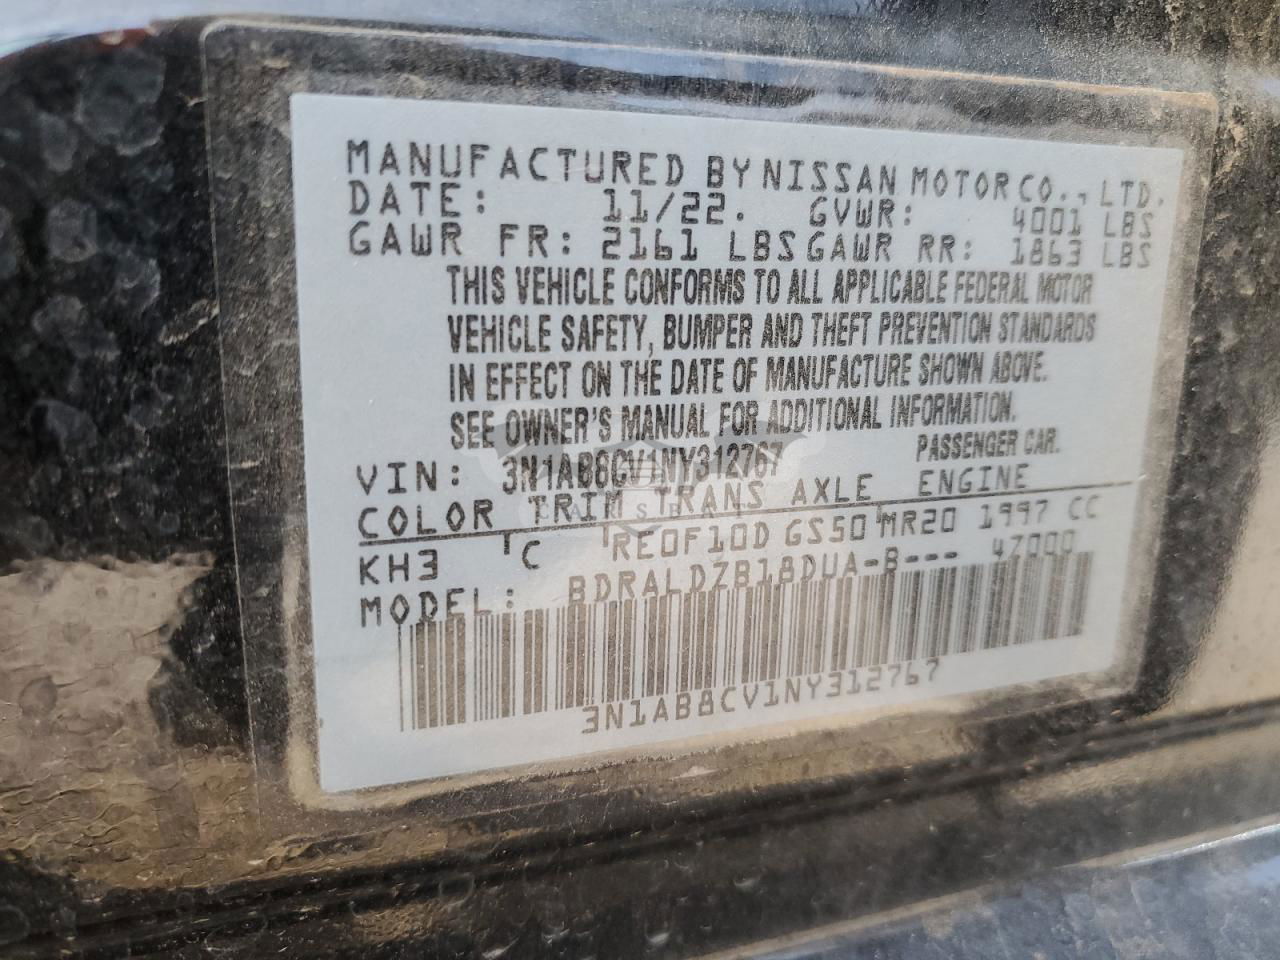 MANUFACTURED BY NISSAN MOTOR CO., LTD.
DATE: 11/22. GVWR: 4001 LBS
GAWR FR: 2161 LBS GAWR RR: 1863 LBS
THIS VEHICLE CONFORMS TO ALL APPLICABLE FEDERAL MOTOR
VEHICLE SAFETY, BUMPER AND THEFT PREVENTION STANDARDS
IN EFFECT ON THE DATE OF MANUFACTURE SHOWN ABOVE.
SEE OWNER'S MANUAL FOR ADDITIONAL INFORMATION.
VIN: 3N1AB8CV1NY312767 PASSENGER CAR.
COLOR TRIM TRANS AXLE ENGINE
KH3 C RE0F10D GS50 MR20 1997 CC
MODEL: BDRALDZB18DUA-B--- 47000
3N1AB8CV1NY312767